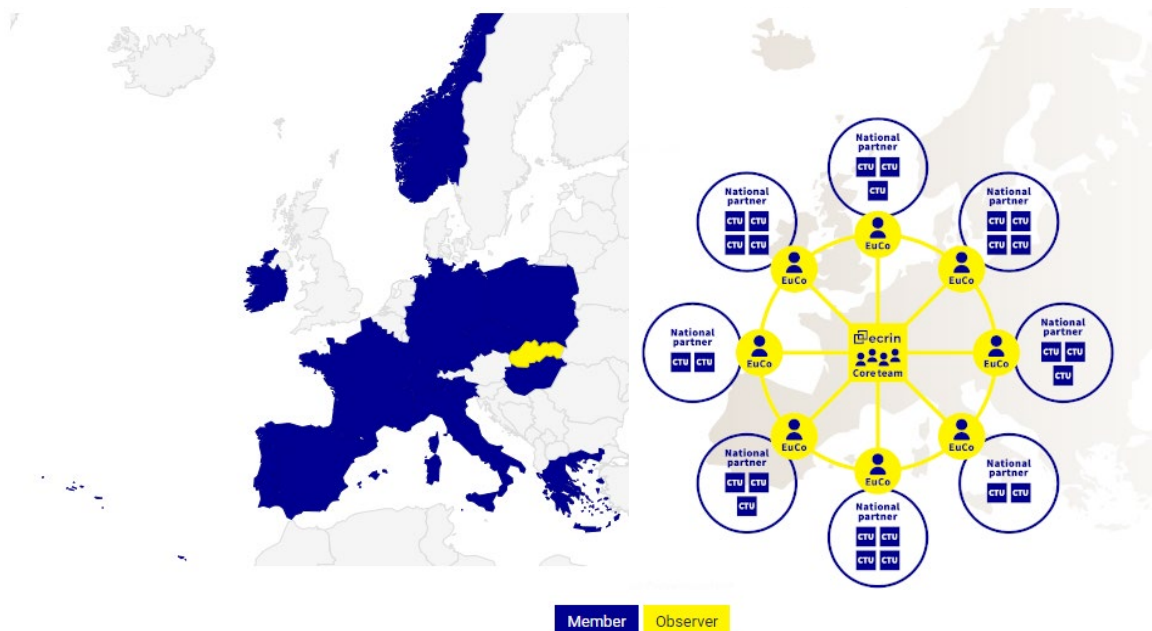 National
partner
CTU CTU
CTU
National
partner
CTU CTU
CTU CTU
National
partner
CTU CTU
CTU CTU
EuCo
EuCo
EuCo
National
partner
CTU CTU
ecrin
Core team
EuCo
EuCo
National
partner
CTU CTU
CTU
National
partner
CTU CTU
CTU
EuCo
EuCo
EuCo
National
partner
CTU CTU
National
partner
CTU CTU
CTU CTU
Member
Observer